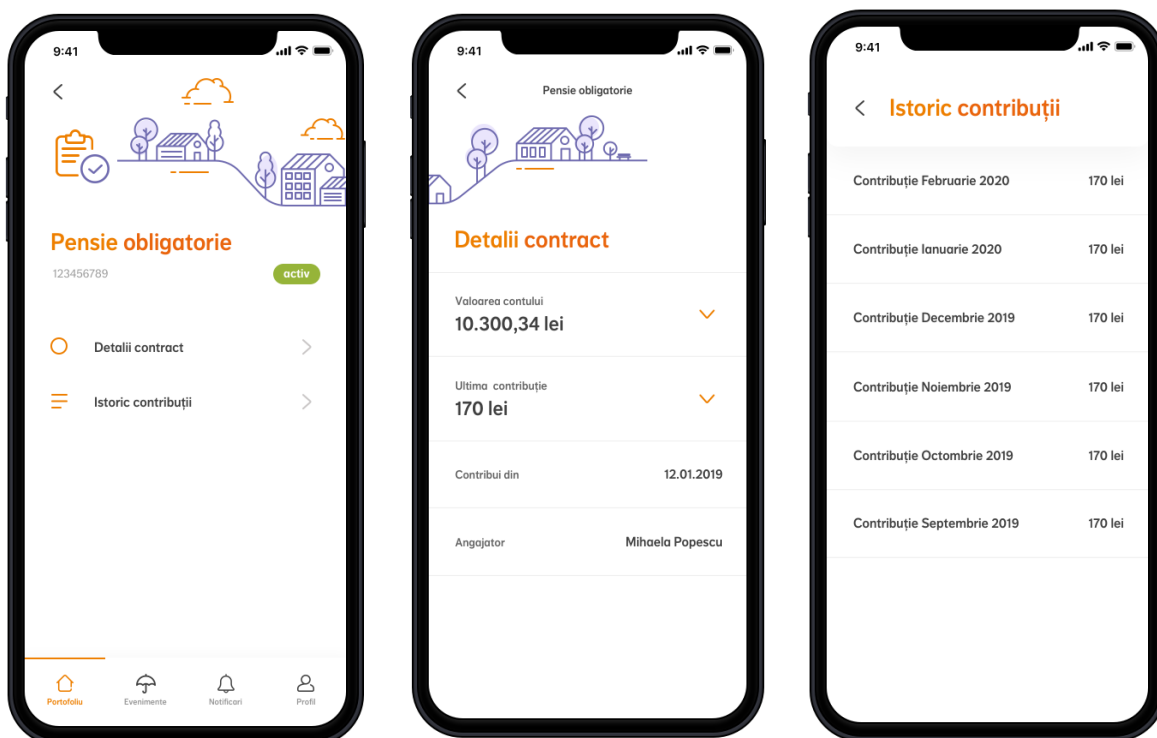 9:41
Pensie obligatorie
123456789
activ
Detalii contract
Istoric contribuții
Portofoliu
Evenimente
Notificari
Profil
9:41
Pensie obligatorie
Detalii contract
Valoarea contului
10.300,34 lei
Ultima contribuție
170 lei
Contribui din 12.01.2019
Angajator Mihaela Popescu
9:41
Istoric contribuții
Contribuție Februarie 2020 170 lei
Contribuție Ianuarie 2020 170 lei
Contribuție Decembrie 2019 170 lei
Contribuție Noiembrie 2019 170 lei
Contribuție Octombrie 2019 170 lei
Contribuție Septembrie 2019 170 lei